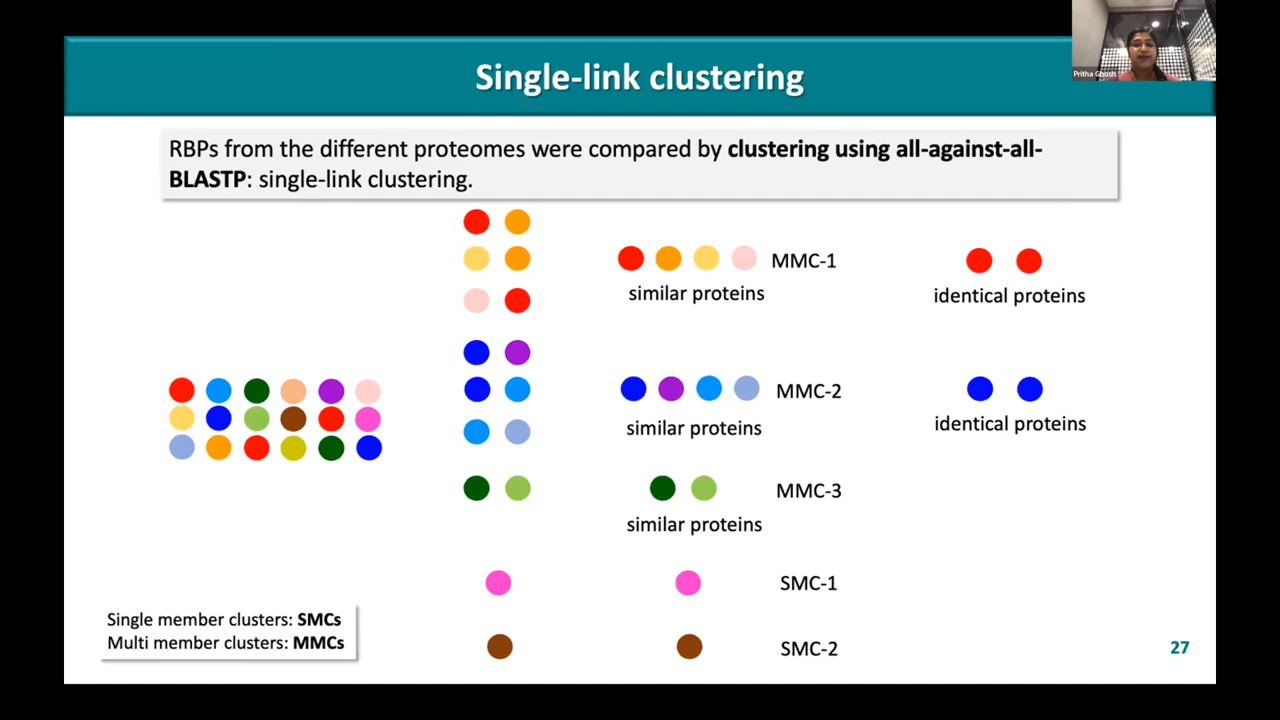 Single-link clustering
Pritha Ghosh
RBPs from the different proteomes were compared by clustering using all-against-all-
BLASTP: single-link clustering.
MMC-1
similar proteins
identical proteins
MMC-2
similar proteins
identical proteins
MMC-3
similar proteins
SMC-1
Single member clusters: SMCs
Multi member clusters: MMCs
SMC-2
27